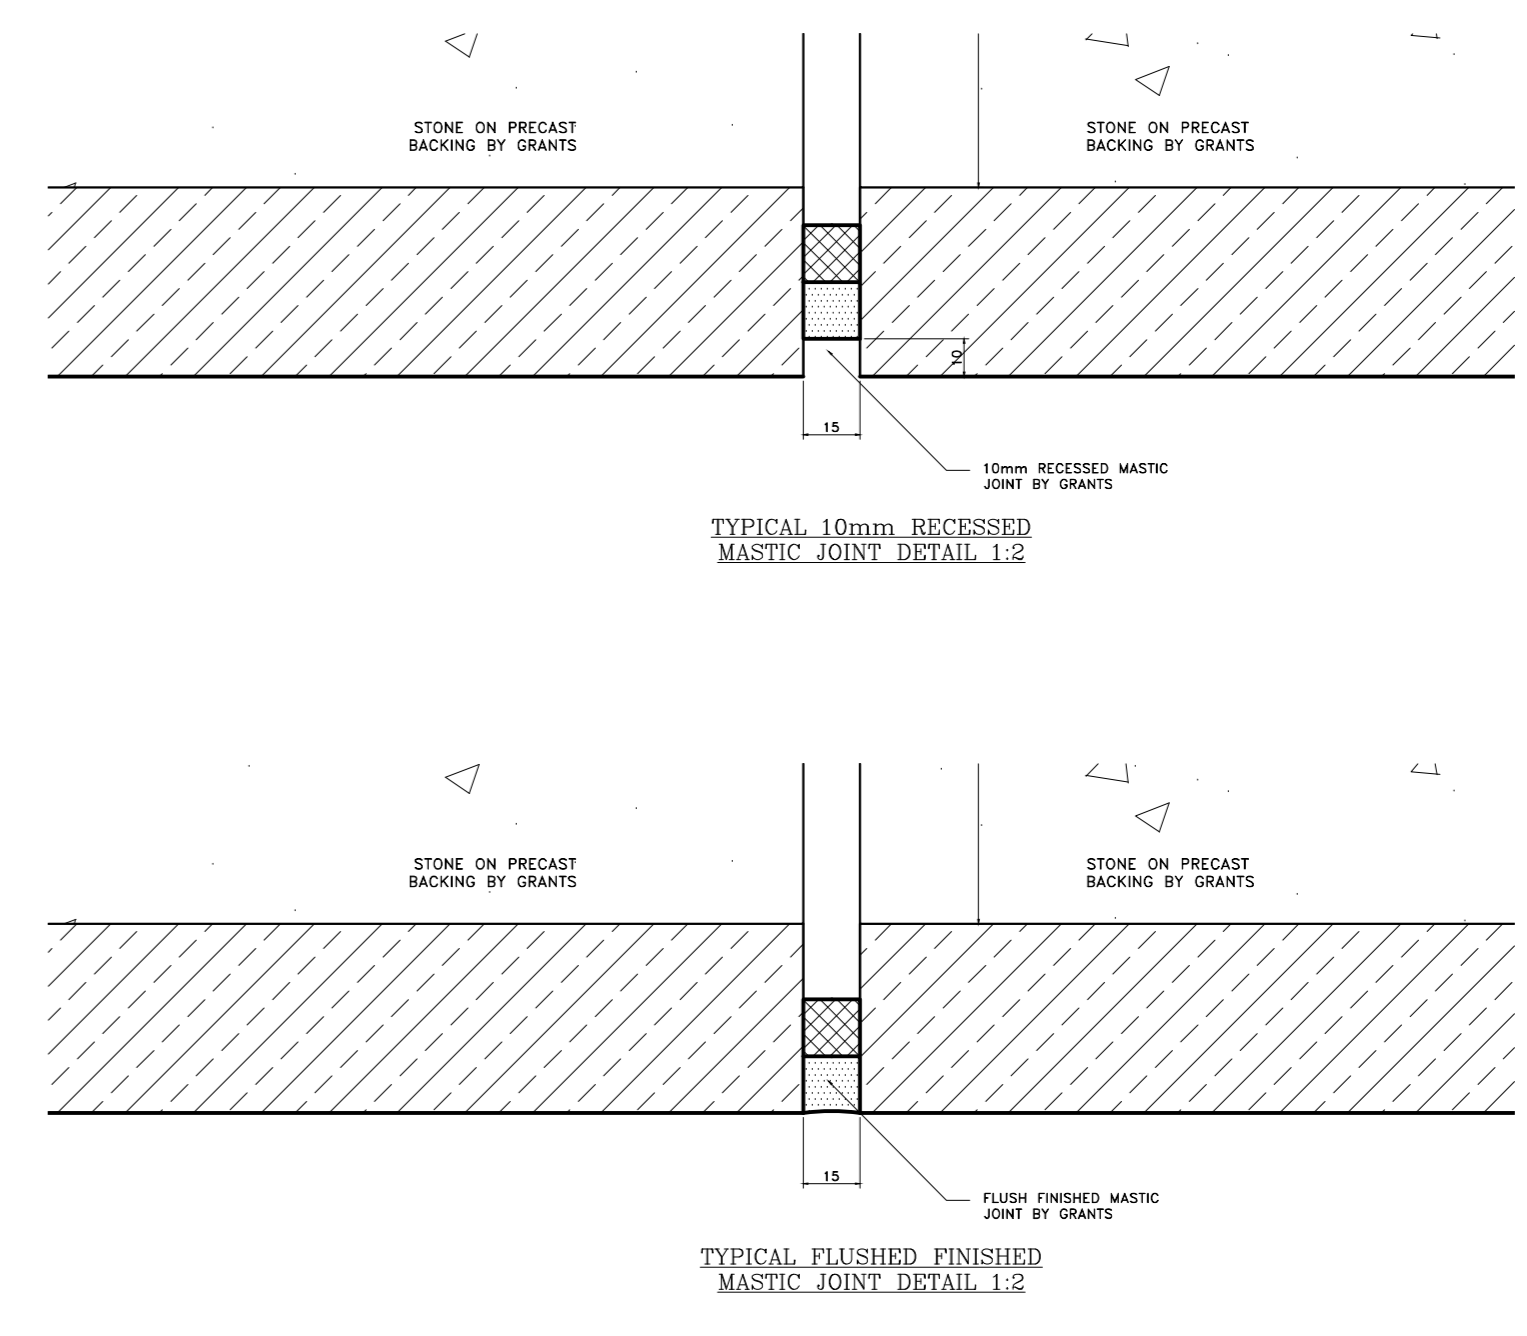 STONE ON PRECAST
BACKING BY GRANTS
STONE ON PRECAST
BACKING BY GRANTS
10
15
10mm RECESSED MASTIC
JOINT BY GRANTS
TYPICAL 10mm RECESSED
MASTIC JOINT DETAIL 1:2
STONE ON PRECAST
BACKING BY GRANTS
STONE ON PRECAST
BACKING BY GRANTS
15
FLUSH FINISHED MASTIC
JOINT BY GRANTS
TYPICAL FLUSHED FINISHED
MASTIC JOINT DETAIL 1:2